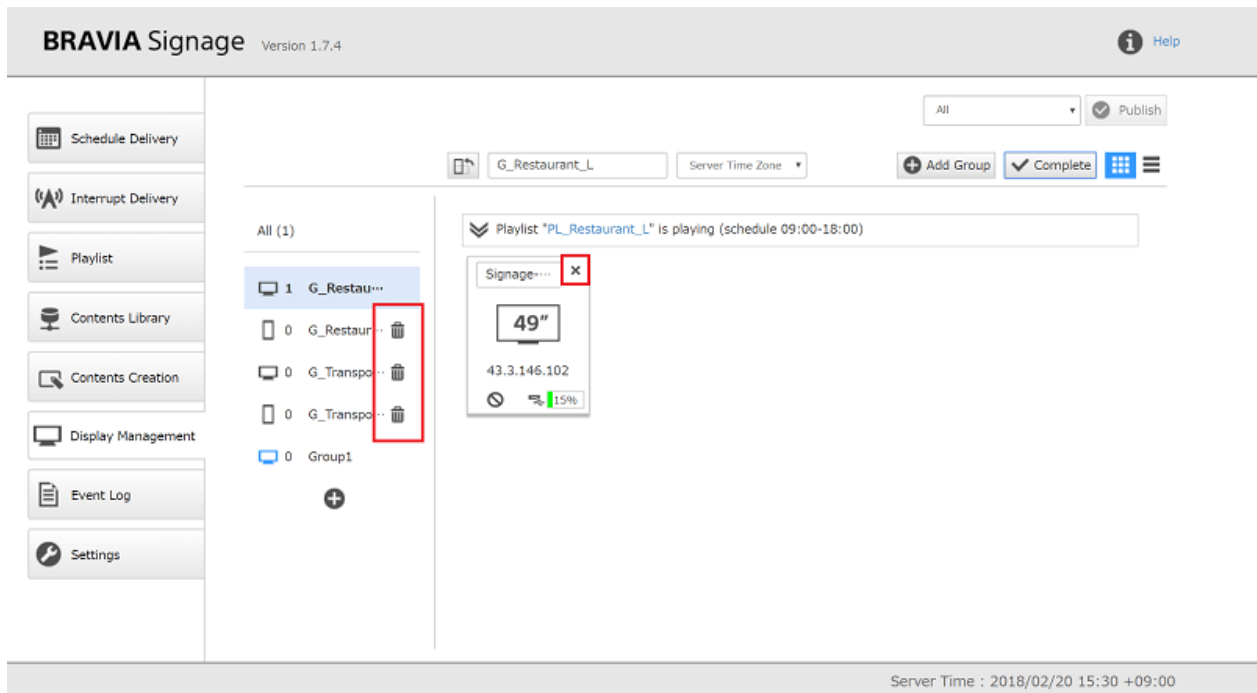 BRAVIA Signage Version 1.7.4
Help
All
Publish
Schedule Delivery
Interrupt Delivery
Playlist
Contents Library
Contents Creation
Display Management
Event Log
Settings
G_Restaurant_L
Server Time Zone
Add Group
Complete
All (1)
1 G_Restau···
0 G_Restaur··
0 G_Transpo··
0 G_Transpo··
0 Group1
Playlist "PL_Restaurant_L" is playing (schedule 09:00-18:00)
Signage-···
49"
43.3.146.102
15%
Server Time : 2018/02/20 15:30 +09:00